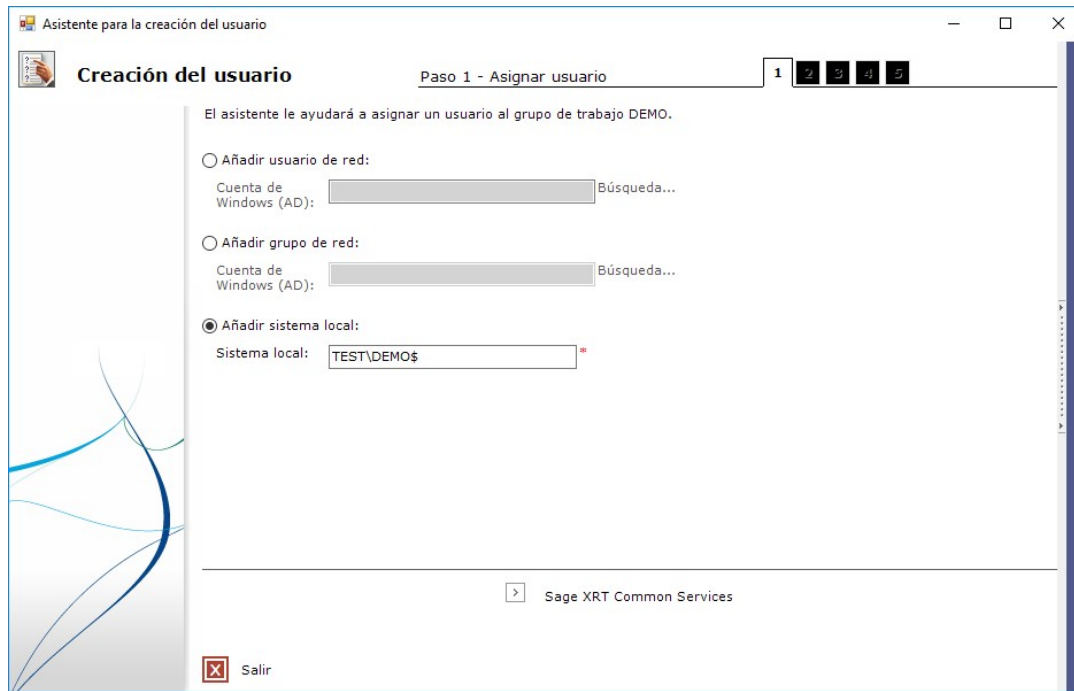 Asistente para la creación del usuario
Creación del usuario
Paso 1 - Asignar usuario
1 2 3 4 5
El asistente le ayudará a asignar un usuario al grupo de trabajo DEMO.
Añadir usuario de red:
Cuenta de
Windows (AD):
Búsqueda...
Añadir grupo de red:
Cuenta de
Windows (AD):
Búsqueda...
Añadir sistema local:
Sistema local: TEST\DEMO$ *
Sage XRT Common Services
Salir